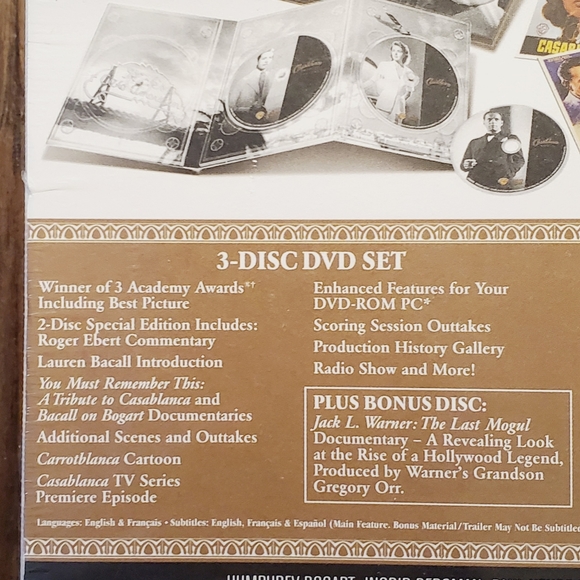 CASAB
3-DISC DVD SET
Winner of 3 Academy Awards®†
Including Best Picture
2-Disc Special Edition Includes:
Roger Ebert Commentary
Lauren Bacall Introduction
You Must Remember This:
A Tribute to Casablanca and
Bacall on Bogart Documentaries
Additional Scenes and Outtakes
Carrotblanca Cartoon
Casablanca TV Series
Premiere Episode
Enhanced Features for Your
DVD-ROM PC*
Scoring Session Outtakes
Production History Gallery
Radio Show and More!
PLUS BONUS DISC:
Jack L. Warner: The Last Mogul
Documentary – A Revealing Look
at the Rise of a Hollywood Legend,
Produced by Warner's Grandson
Gregory Orr.
Languages: English & Français • Subtitles: English, Français & Español (Main Feature. Bonus Material/Trailer May Not Be Subtitled
HUMPHREY BOGART